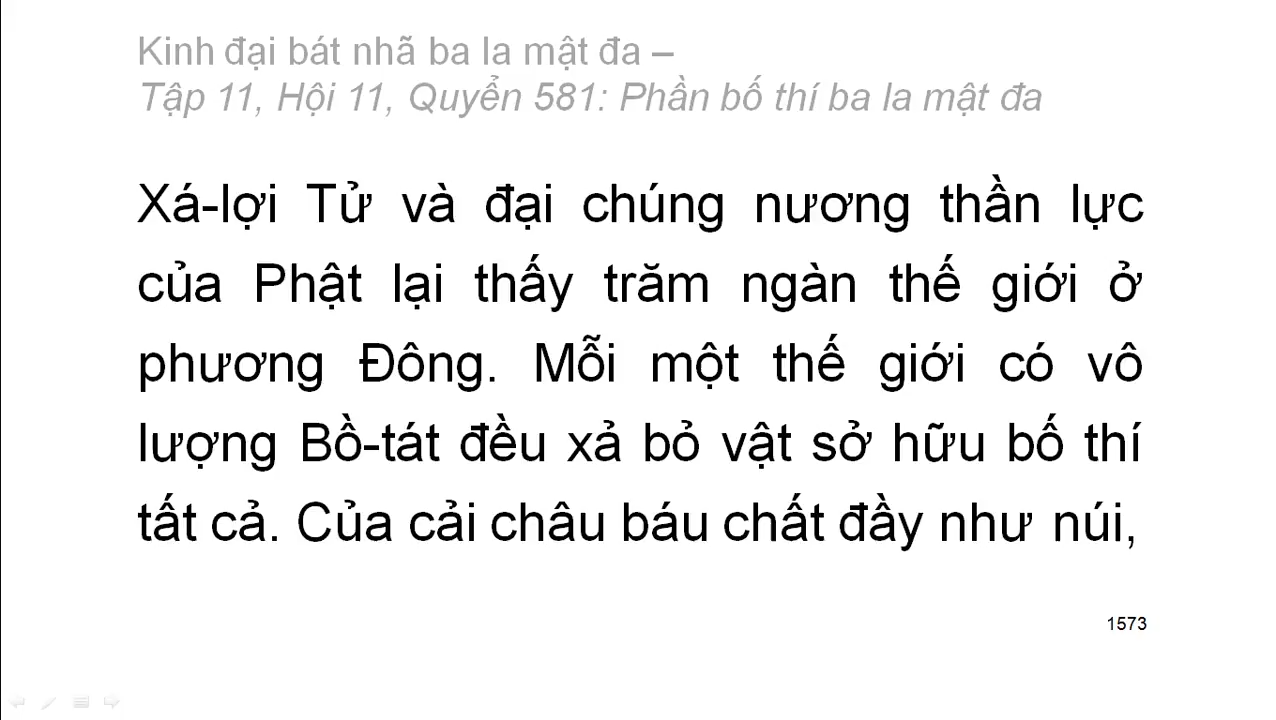 Kinh đại bát nhã ba la mật đa –
Tập 11, Hội 11, Quyển 581: Phần bố thí ba la mật đa
Xá-lợi Tử và đại chúng nương thần lực
của Phật lại thấy trăm ngàn thế giới ở
phương Đông. Mỗi một thế giới có vô
lượng Bồ-tát đều xả bỏ vật sở hữu bố thí
tất cả. Của cải châu báu chất đầy như núi,
1573